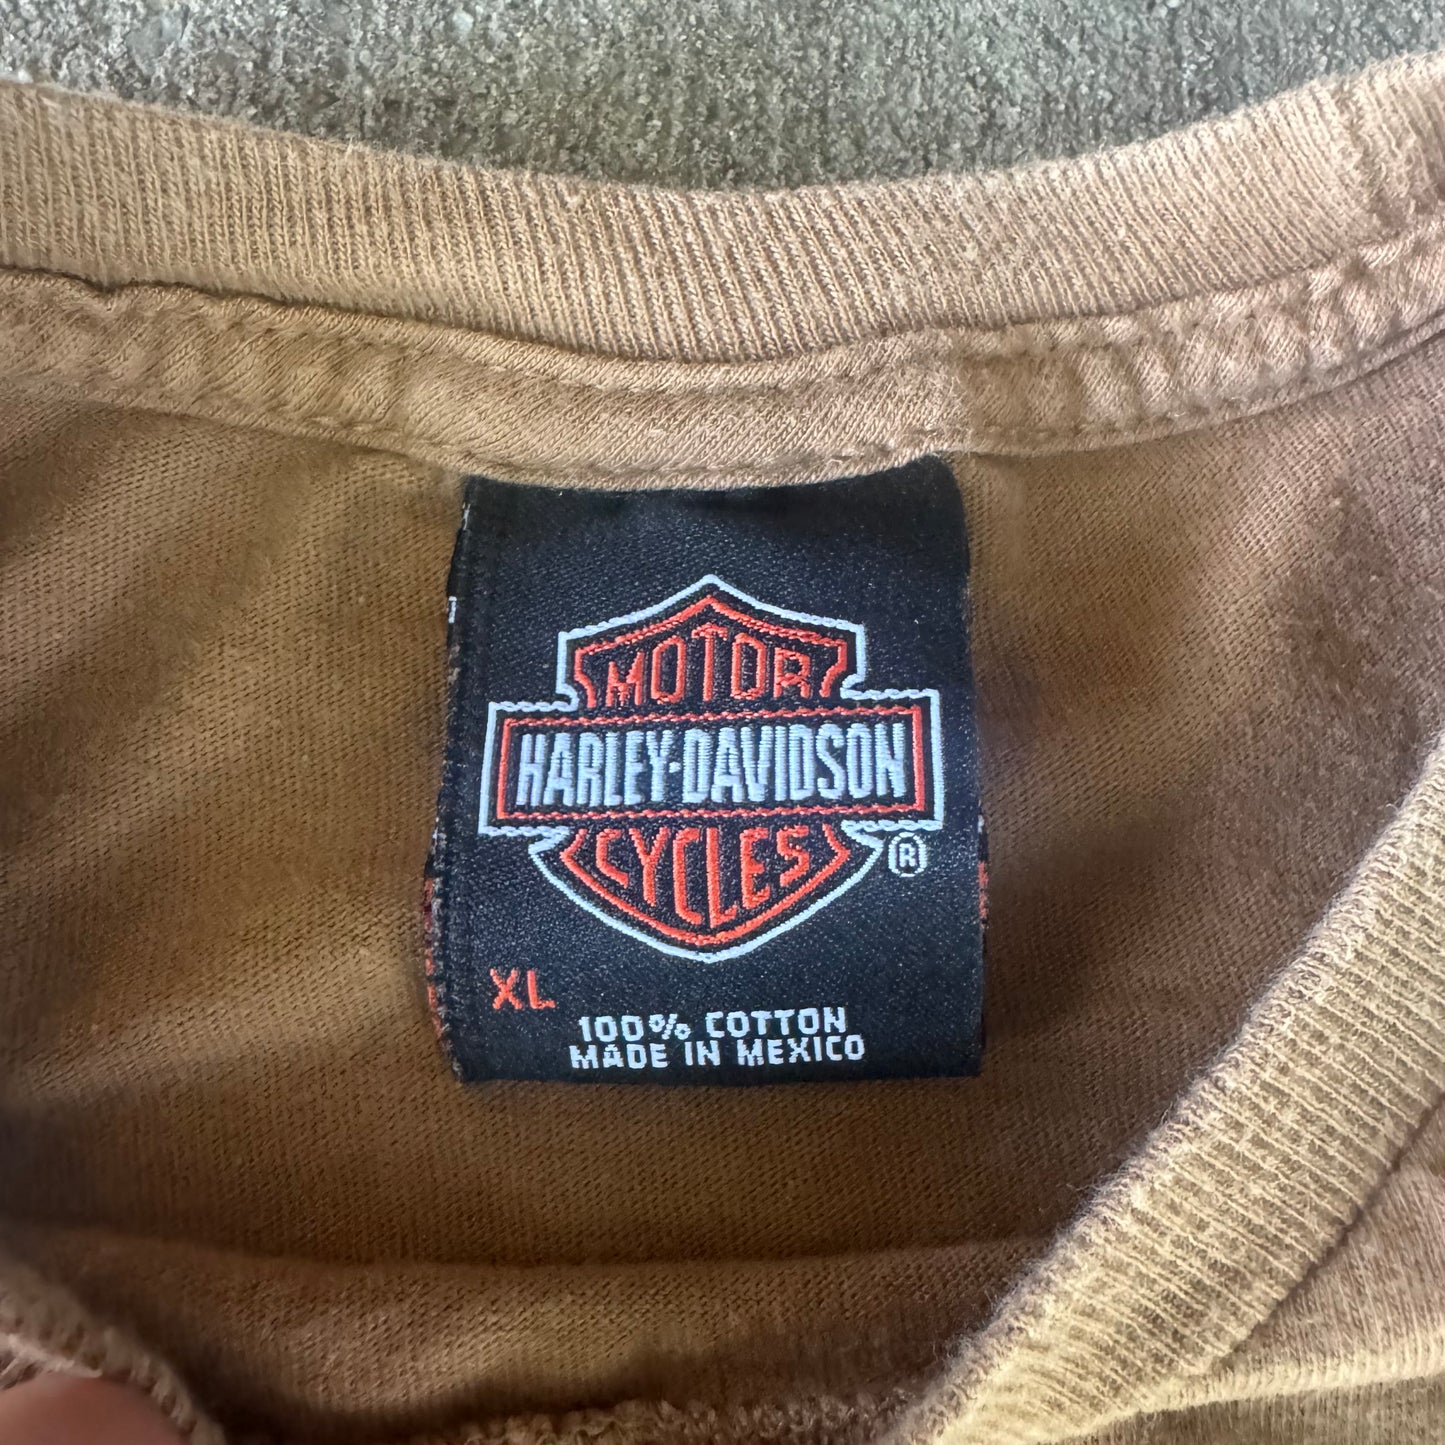 MOTOR
HARLEY-DAVIDSON
CYCLES
®
XL
100% COTTON
MADE IN MEXICO